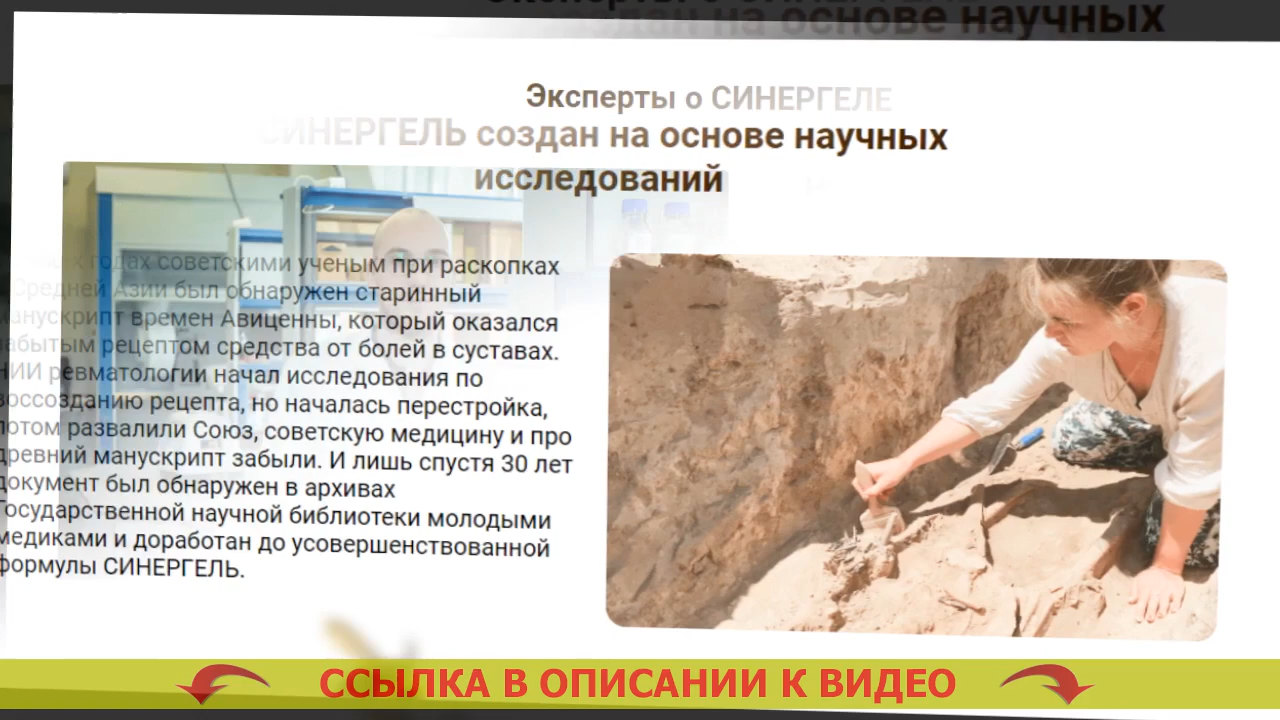 научных
Эксперты о СИНЕРГЕЛЕ
СИНЕРГЕЛЬ создан на основе научных
исследований
годах советскими ученым при раскопках
Средней Азии был обнаружен старинный
манускрипт времен Авиценны, который оказался
забытым рецептом средства от болей в суставах.
НИИ ревматологии начал исследования по
воссозданию рецепта, но началась перестройка,
потом развалили Союз, советскую медицину и про
древний манускрипт забыли. И лишь спустя 30 лет
документ был обнаружен в архивах
Государственной научной библиотеки молодыми
медиками и доработан до усовершенствованной
формулы СИНЕРГЕЛЬ.
ССЫЛКА В ОПИСАНИИ К ВИДЕО